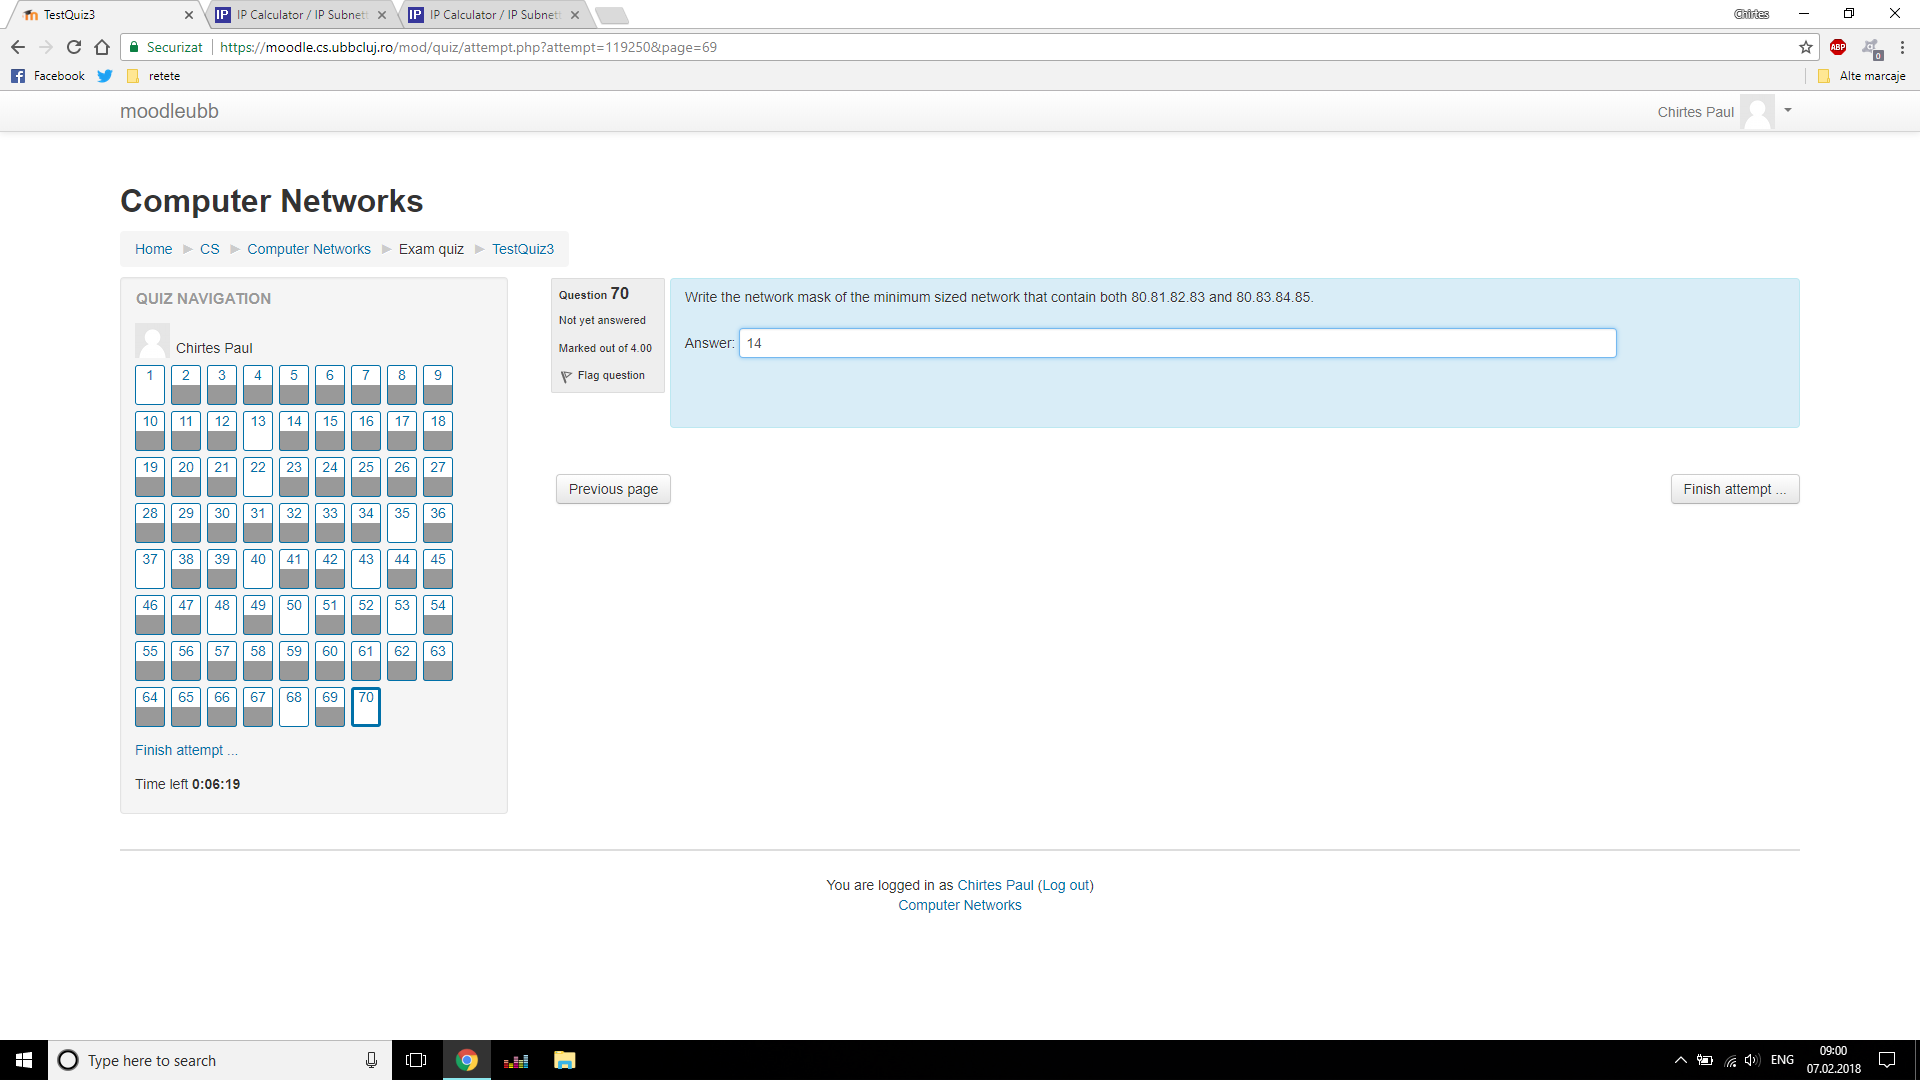 TestQuiz3
IP Calculator / IP Subnett
IP Calculator / IP Subnett
Chirtes
Securizat
https://moodle.cs.ubbcluj.ro/mod/quiz/attempt.php?attempt=119250&page=69
ABP
0
Facebook
retete
Alte marcaje
moodleubb
Chirtes Paul
Computer Networks
Home ► CS ► Computer Networks ► Exam quiz ► TestQuiz3
QUIZ NAVIGATION
Chirtes Paul
1 2 3 4 5 6 7 8 9
10 11 12 13 14 15 16 17 18
19 20 21 22 23 24 25 26 27
28 29 30 31 32 33 34 35 36
37 38 39 40 41 42 43 44 45
46 47 48 49 50 51 52 53 54
55 56 57 58 59 60 61 62 63
64 65 66 67 68 69 70
Finish attempt ...
Time left 0:06:19
Question 70
Not yet answered
Marked out of 4.00
Flag question
Write the network mask of the minimum sized network that contain both 80.81.82.83 and 80.83.84.85.
Answer: 14
Previous page
Finish attempt ...
You are logged in as Chirtes Paul (Log out)
Computer Networks
Type here to search
ENG
09:00
07.02.2018